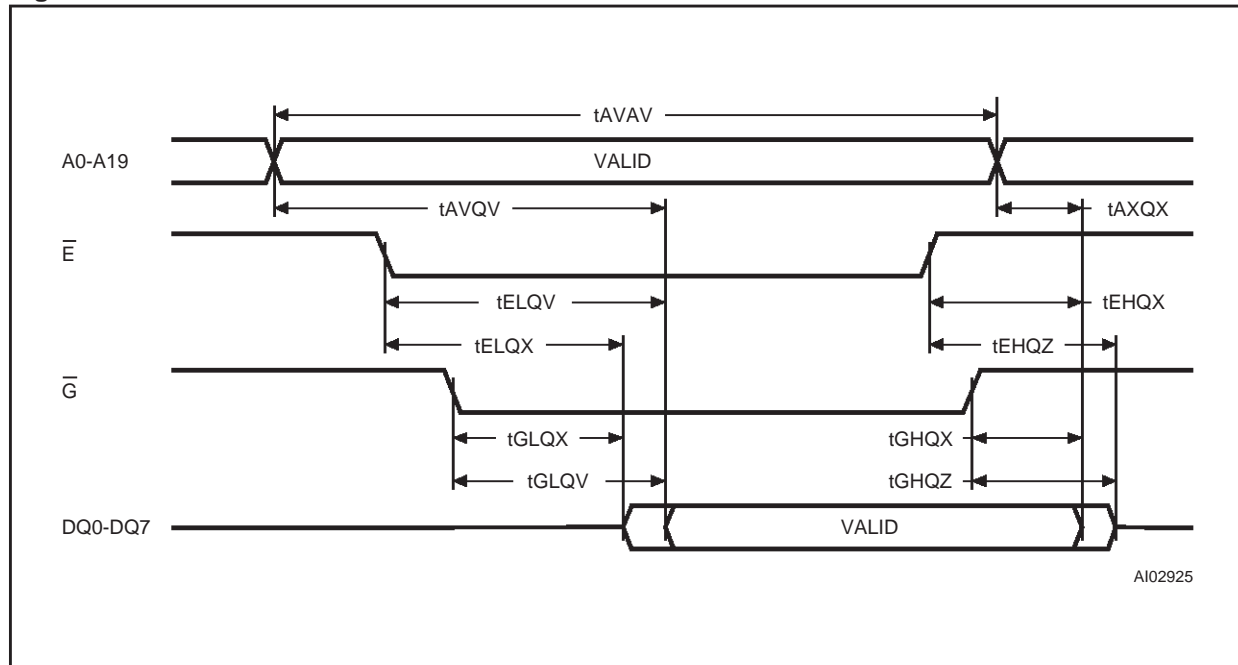 tAVAV
A0-A19
VALID
tAVQV
tAXQX
E̅
tELQV
tEHQX
tELQX
tEHQZ
G̅
tGLQX
tGHQX
tGLQV
tGHQZ
DQ0-DQ7
VALID
AI02925